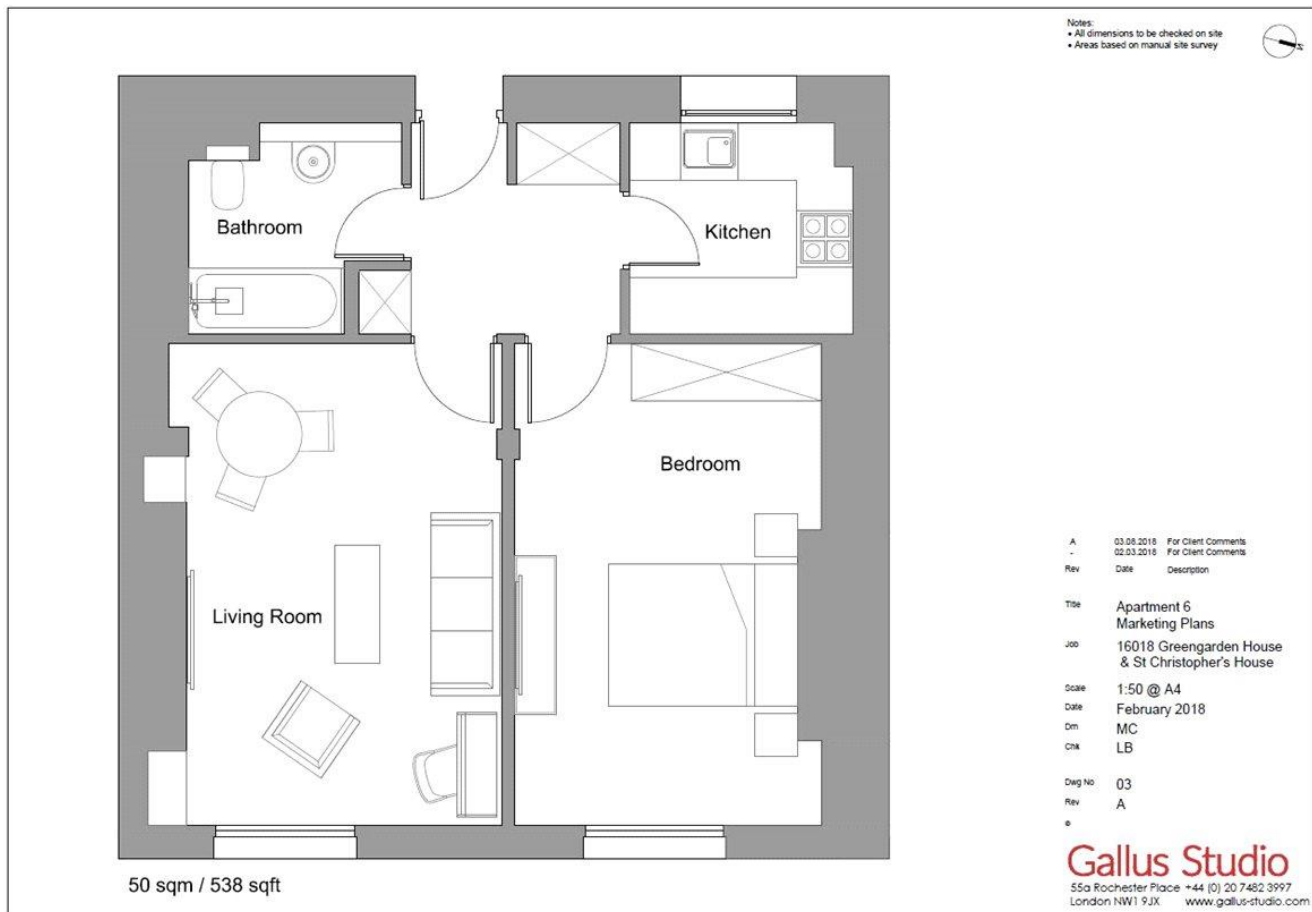 Notes:
• All dimensions to be checked on site
• Areas based on manual site survey
N
Bathroom
Kitchen
Bedroom
Living Room
50 sqm / 538 sqft
A 03.08.2018 For Client Comments
- 02.03.2018 For Client Comments
Rev Date Description
Title Apartment 6
Marketing Plans
Job 16018 Greengarden House
& St Christopher's House
Scale 1:50 @ A4
Date February 2018
Drn MC
Chk LB
Dwg No 03
Rev A
©
Gallus Studio
55a Rochester Place +44 (0) 20 7482 3997
London NW1 9JX www.gallus-studio.com